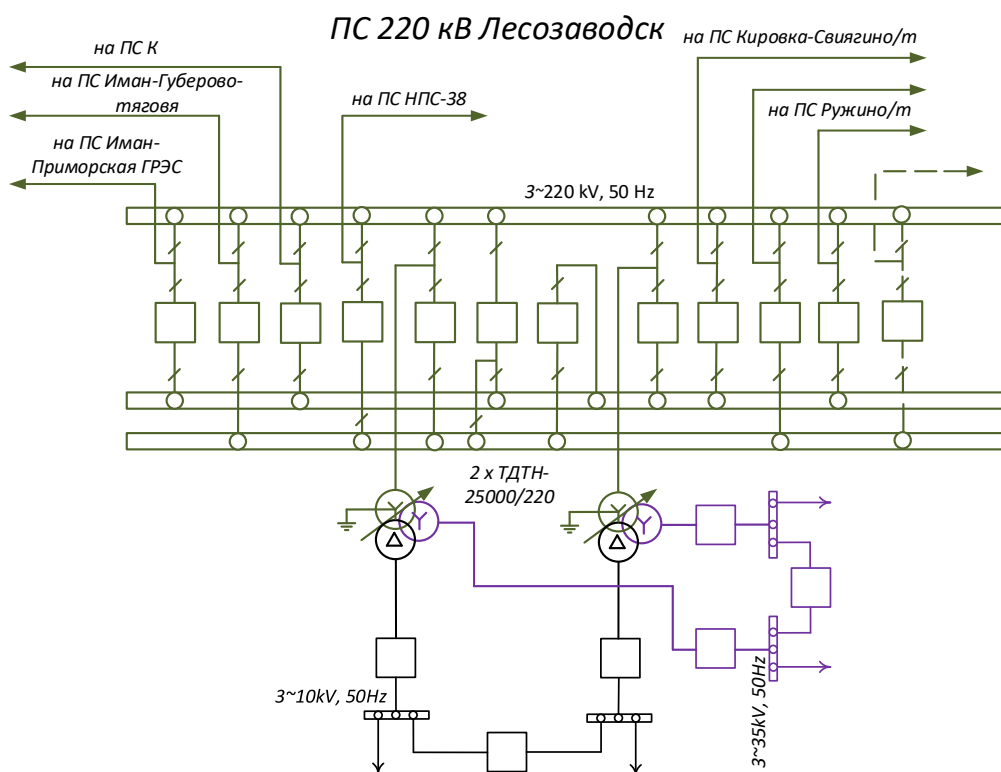 ПС 220 кВ Лесозаводск
на ПС К
на ПС Иман-Губерово-
тяговя
на ПС Иман-
Приморская ГРЭС
на ПС НПС-38
на ПС Кировка-Свиягино/т
на ПС Ружино/т
3~220 kV, 50 Hz
2 х ТДТН-
25000/220
3~10kV, 50Hz
3~35kV, 50Hz